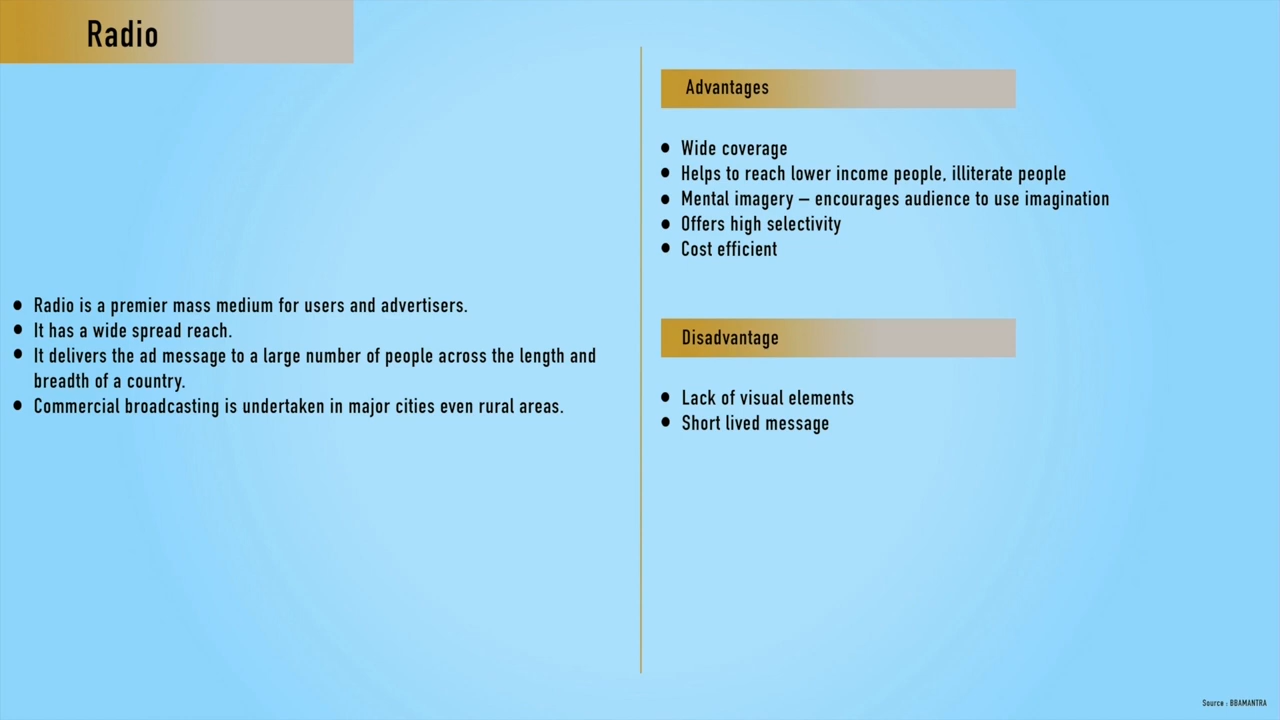 Radio
● Radio is a premier mass medium for users and advertisers.
● It has a wide spread reach.
● It delivers the ad message to a large number of people across the length and
breadth of a country.
● Commercial broadcasting is undertaken in major cities even rural areas.
Advantages
● Wide coverage
● Helps to reach lower income people, illiterate people
● Mental imagery – encourages audience to use imagination
● Offers high selectivity
● Cost efficient
Disadvantage
● Lack of visual elements
● Short lived message
Source : BBAMANTRA